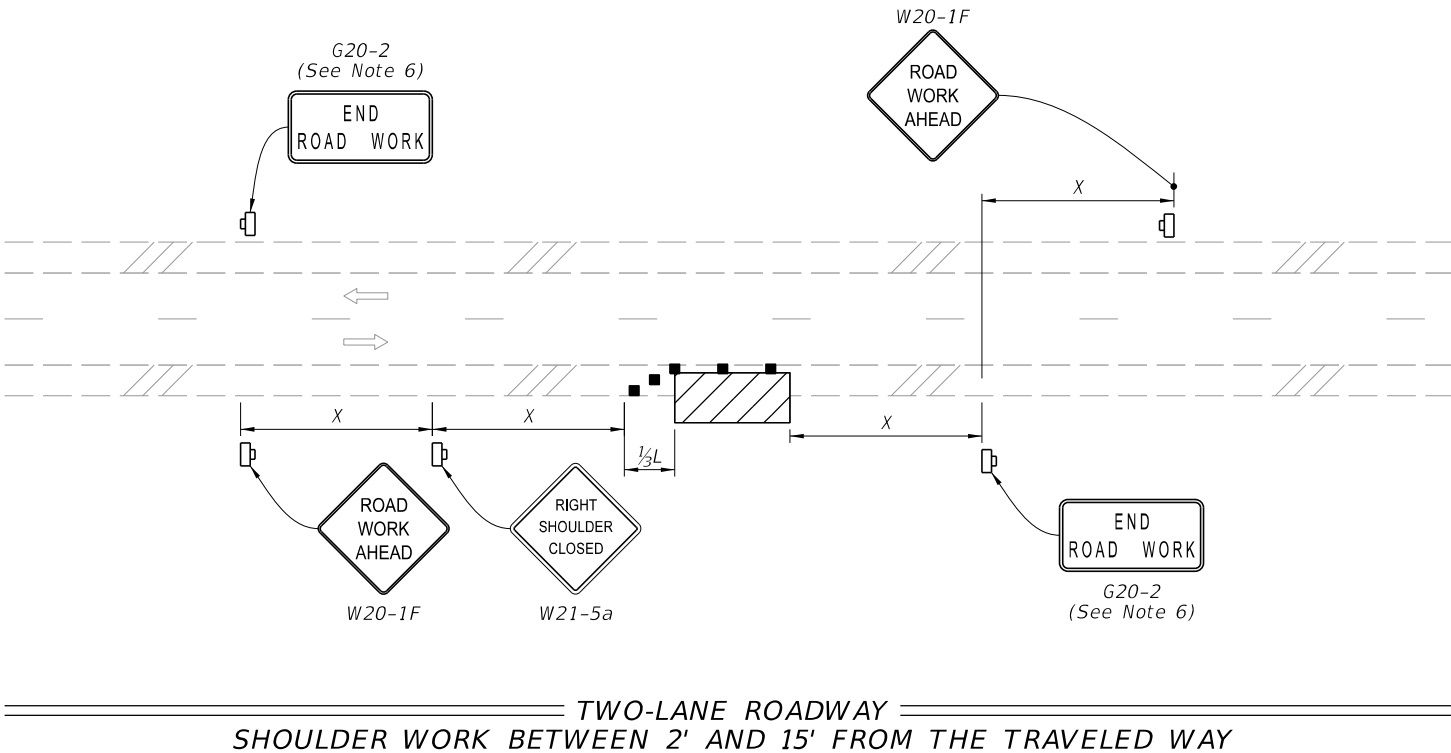 W20-1F
G20-2
(See Note 6)
END
ROAD WORK
ROAD
WORK
AHEAD
X
X
X
X
⅓L
ROAD
WORK
AHEAD
RIGHT
SHOULDER
CLOSED
END
ROAD WORK
W20-1F
W21-5a
G20-2
(See Note 6)
TWO-LANE ROADWAY
SHOULDER WORK BETWEEN 2' AND 15' FROM THE TRAVELED WAY